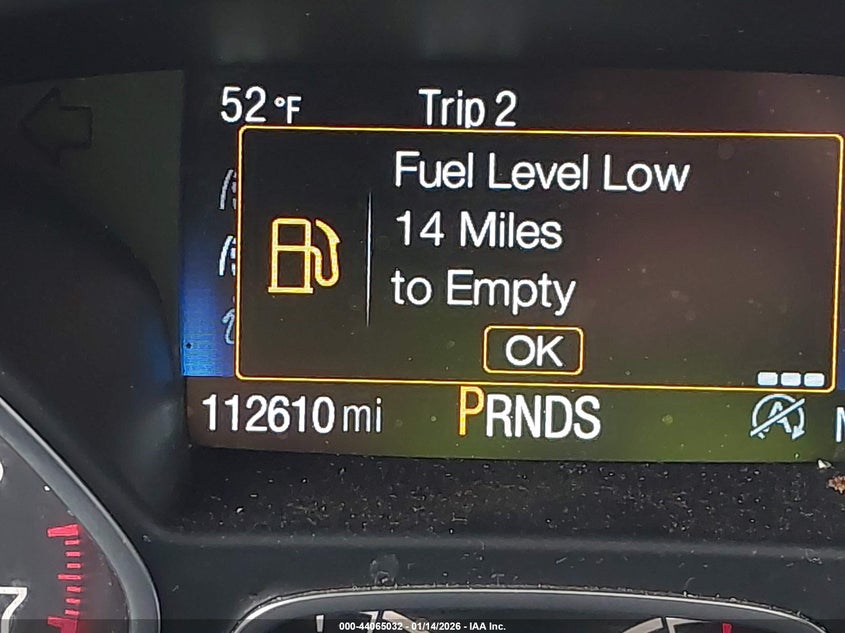 52 °F
Trip 2
Fuel Level Low
14 Miles
to Empty
OK
112610 mi
PRNDS
A
7
000-44065032 - 01/14/2026 - IAA Inc.